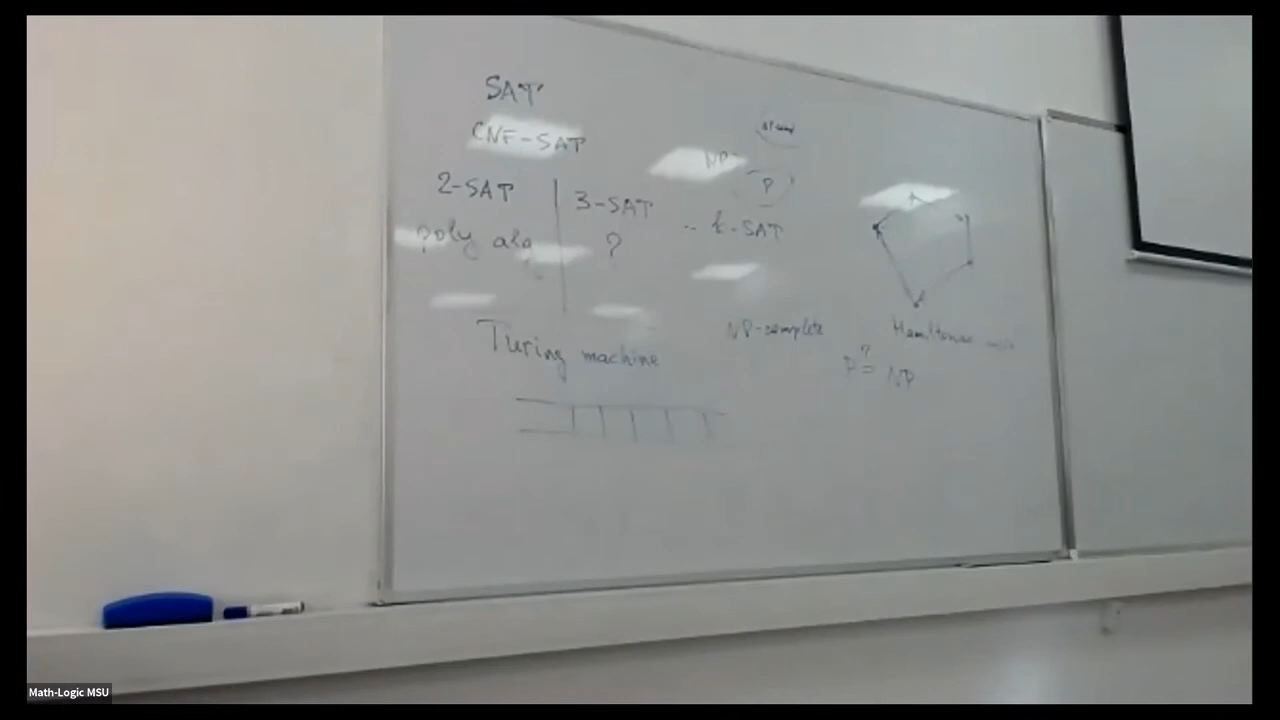 SAT
CNF-SAT
2-SAT
3-SAT
k-SAT
poly alg
?
NP
P
Turing machine
NP-complete
Hamiltonian
P ?= NP
Math-Logic MSU